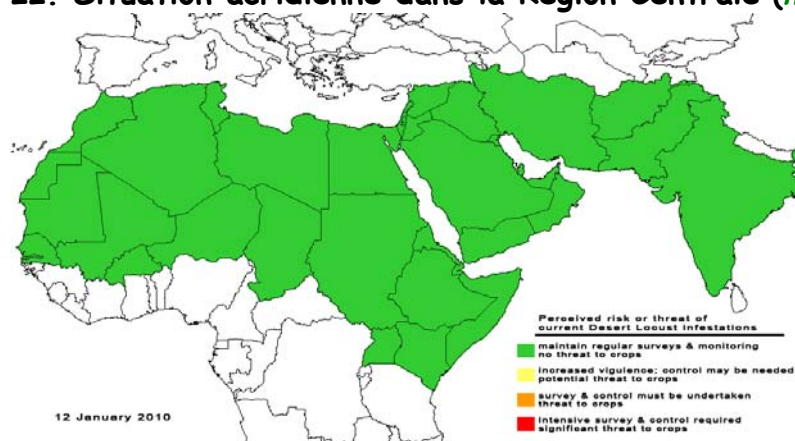 II. Situation acridienne dans la Région Centrale (
Perceived risk or threat of
current Desert Locust infestations
maintain regular surveys & monitoring
no threat to crops
increased vigulence; control may be needed
potential threat to crops
survey & control must be undertaken
threat to crops
intensive survey & control required
significant threat to crops
12 January 2010